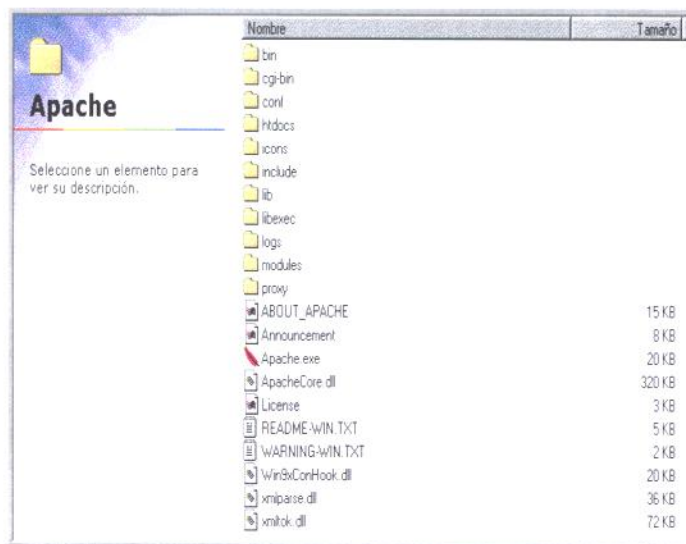 Apache
Seleccione un elemento para
ver su descripción.
Nombre Tamaño
bin
cgi-bin
conf
htdocs
icons
include
lib
libexec
logs
modules
proxy
ABOUT_APACHE 15 KB
Announcement 8 KB
Apache.exe 20 KB
ApacheCore.dll 320 KB
License 3 KB
README-WIN.TXT 5 KB
WARNING-WIN.TXT 2 KB
Win9xConHook.dll 20 KB
xmlparse.dll 36 KB
xmltok.dll 72 KB